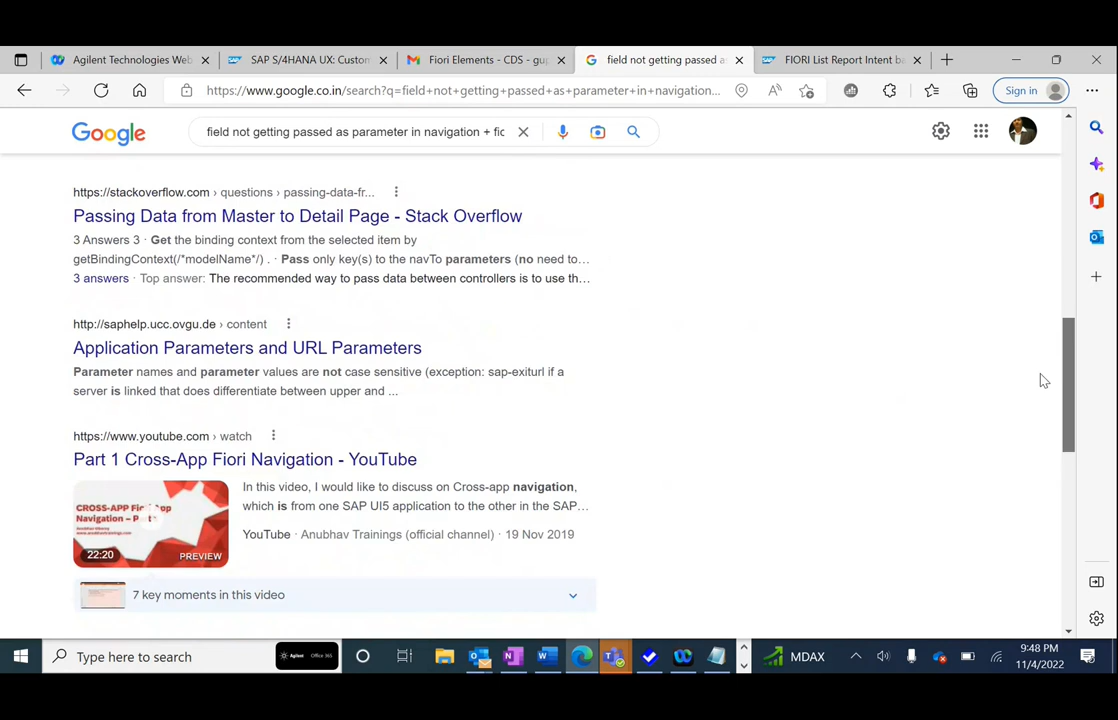 Agilent Technologies Web
SAP S/4HANA UX: Custom
Fiori Elements - CDS - gup
field not getting passed as
FIORI List Report Intent ba
https://www.google.co.in/search?q=field+not+getting+passed+as+parameter+in+navigation...
Sign in
Google
field not getting passed as parameter in navigation + fic
https://stackoverflow.com › questions › passing-data-fr...
Passing Data from Master to Detail Page - Stack Overflow
3 Answers 3 · Get the binding context from the selected item by
getBindingContext(/*modelName*/) . · Pass only key(s) to the navTo parameters (no need to...
3 answers · Top answer: The recommended way to pass data between controllers is to use th...
http://saphelp.ucc.ovgu.de › content
Application Parameters and URL Parameters
Parameter names and parameter values are not case sensitive (exception: sap-exiturl if a
server is linked that does differentiate between upper and ...
https://www.youtube.com › watch
Part 1 Cross-App Fiori Navigation - YouTube
In this video, I would like to discuss on Cross-app navigation,
which is from one SAP UI5 application to the other in the SAP...
YouTube · Anubhav Trainings (official channel) · 19 Nov 2019
22:20
PREVIEW
7 key moments in this video
Type here to search
Agilent Office 365
MDAX
9:48 PM
11/4/2022